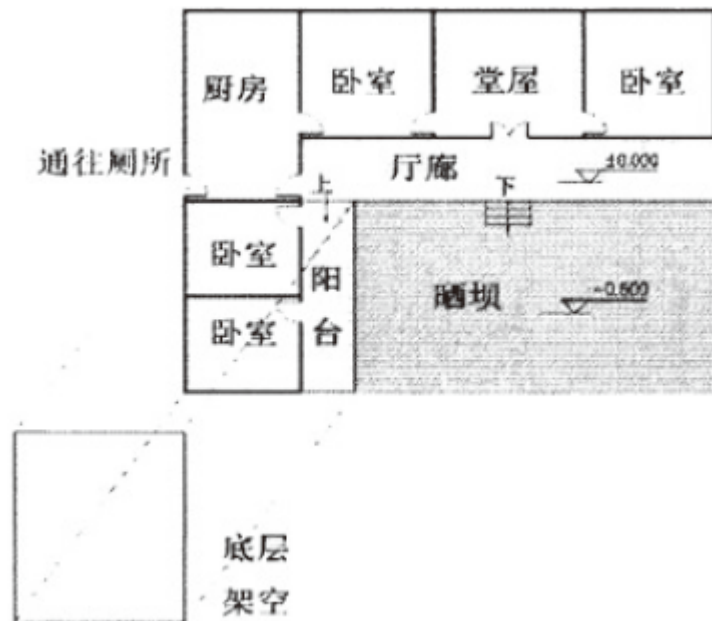 厨房
卧室
堂屋
卧室
通往厕所
厅廊
±0.000
上
下
卧室
阳
台
晒坝
-0.600
卧室
底层
架空